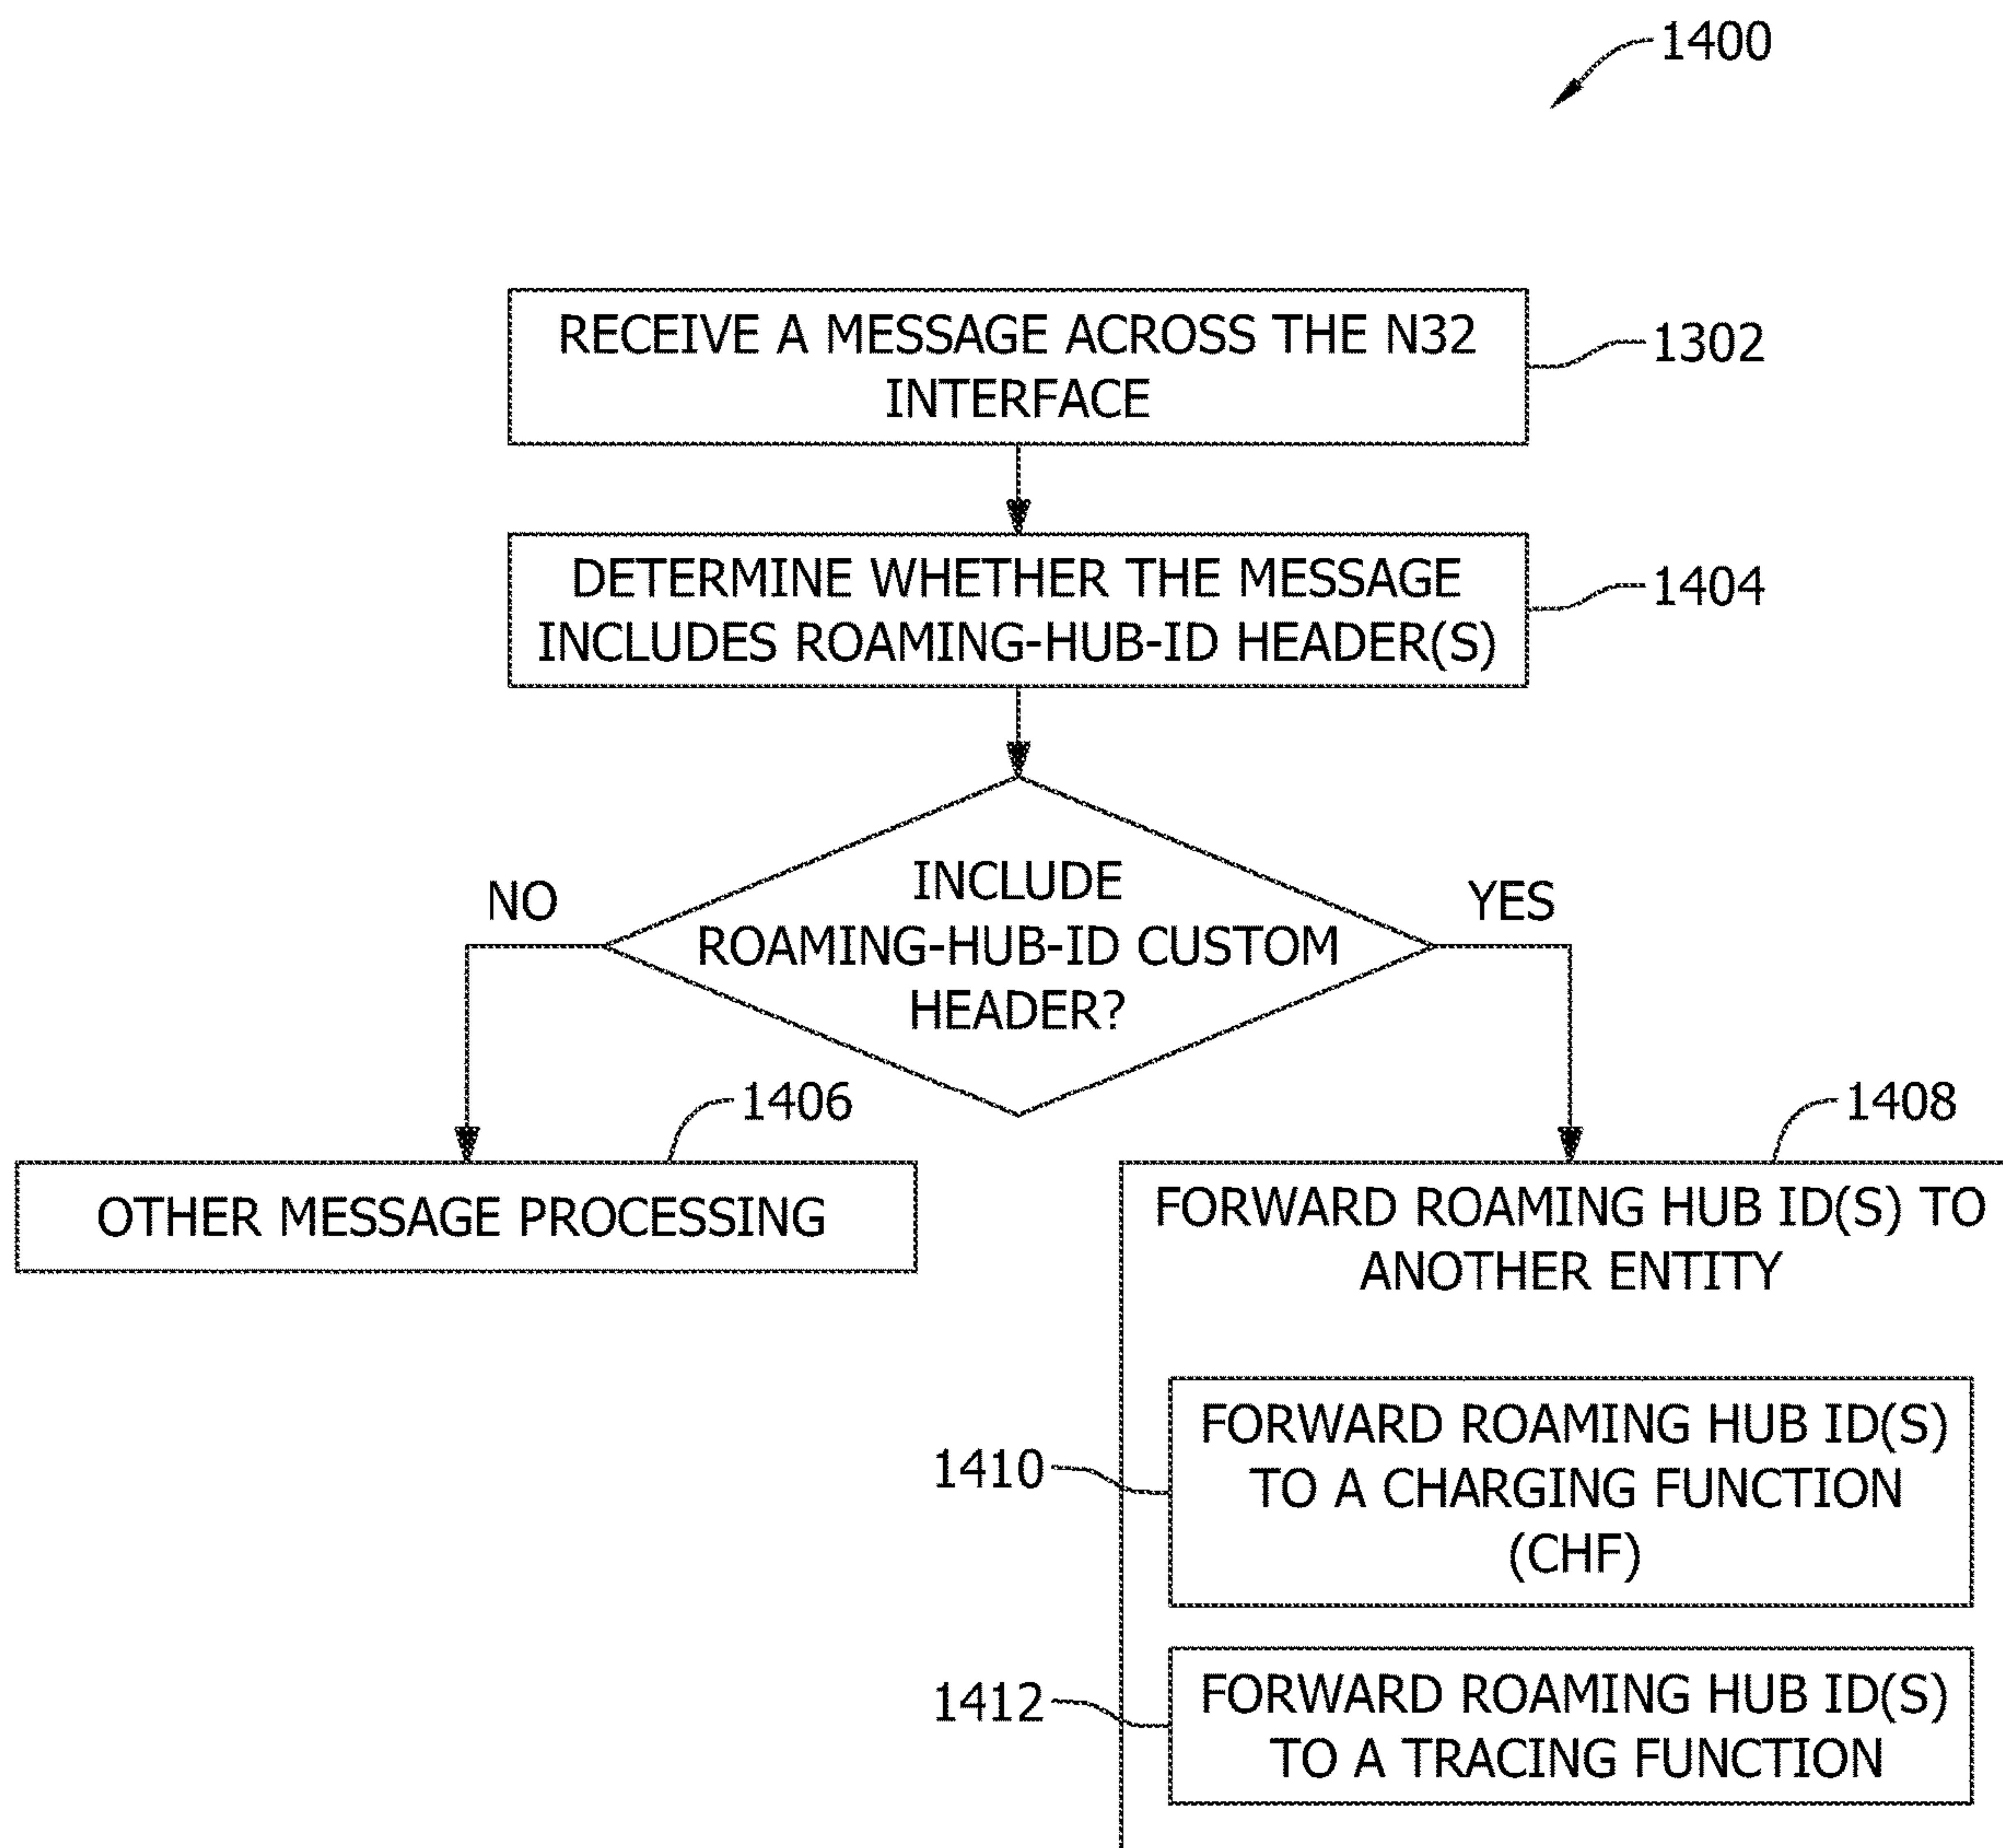 1400
RECEIVE A MESSAGE ACROSS THE N32
INTERFACE
1302
DETERMINE WHETHER THE MESSAGE
INCLUDES ROAMING-HUB-ID HEADER(S)
1404
INCLUDE
ROAMING-HUB-ID CUSTOM
HEADER?
NO
YES
1406
OTHER MESSAGE PROCESSING
1408
FORWARD ROAMING HUB ID(S) TO
ANOTHER ENTITY
1410
FORWARD ROAMING HUB ID(S)
TO A CHARGING FUNCTION
(CHF)
1412
FORWARD ROAMING HUB ID(S)
TO A TRACING FUNCTION